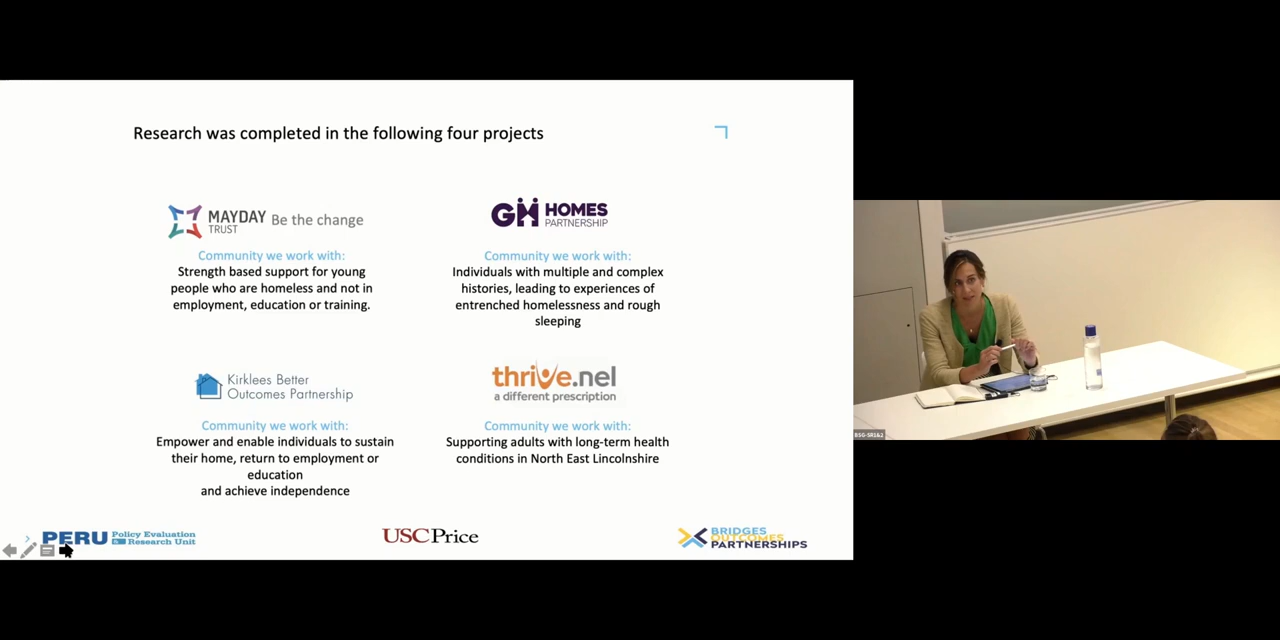 Research was completed in the following four projects
MAYDAY
TRUST
Be the change
Community we work with:
Strength based support for young
people who are homeless and not in
employment, education or training.
GM HOMES
PARTNERSHIP
Community we work with:
Individuals with multiple and complex
histories, leading to experiences of
entrenched homelessness and rough
sleeping
Kirklees Better
Outcomes Partnership
Community we work with:
Empower and enable individuals to sustain
their home, return to employment or
education
and achieve independence
thrive.nel
a different prescription
Community we work with:
Supporting adults with long-term health
conditions in North East Lincolnshire
PERU Policy Evaluation
& Research Unit
USC Price
BRIDGES
OUTCOMES
PARTNERSHIPS
BSG-SR1&2